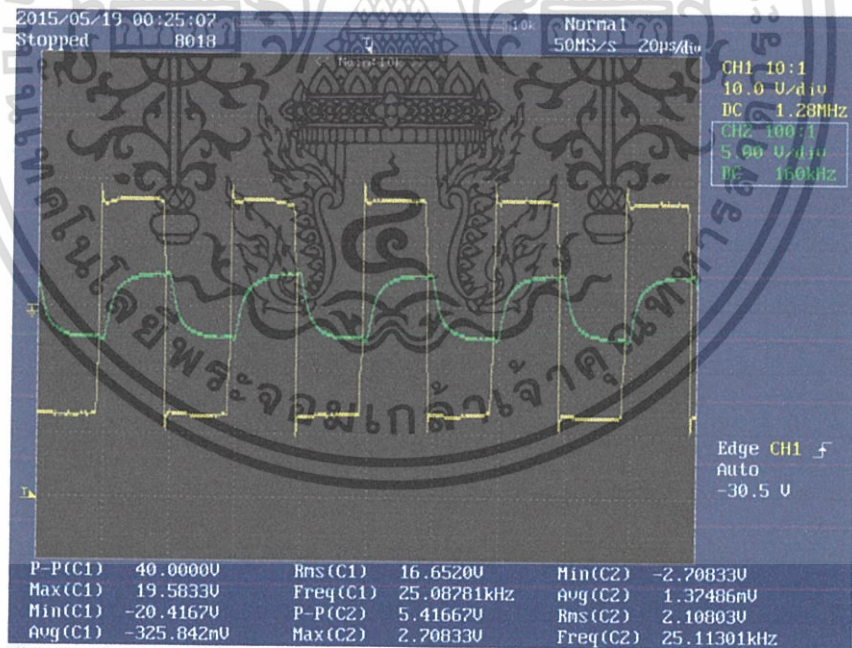 2015/05/19 00:25:07
Stopped 8018
10k
Normal
50MS/s 20µs/div
<< Main:10k >>
CH1 10:1
10.0 V/div
DC 1.28MHz
CH2 100:1
5.00 V/div
DC 160kHz
Edge CH1
Auto
-30.5 V
P-P(C1) 40.0000V Rms(C1) 16.6520V Min(C2) -2.70833V
Max(C1) 19.5833V Freq(C1) 25.08781kHz Avg(C2) 1.37486mV
Min(C1) -20.4167V P-P(C2) 5.41667V Rms(C2) 2.10803V
Avg(C1) -325.842mV Max(C2) 2.70833V Freq(C2) 25.11301kHz